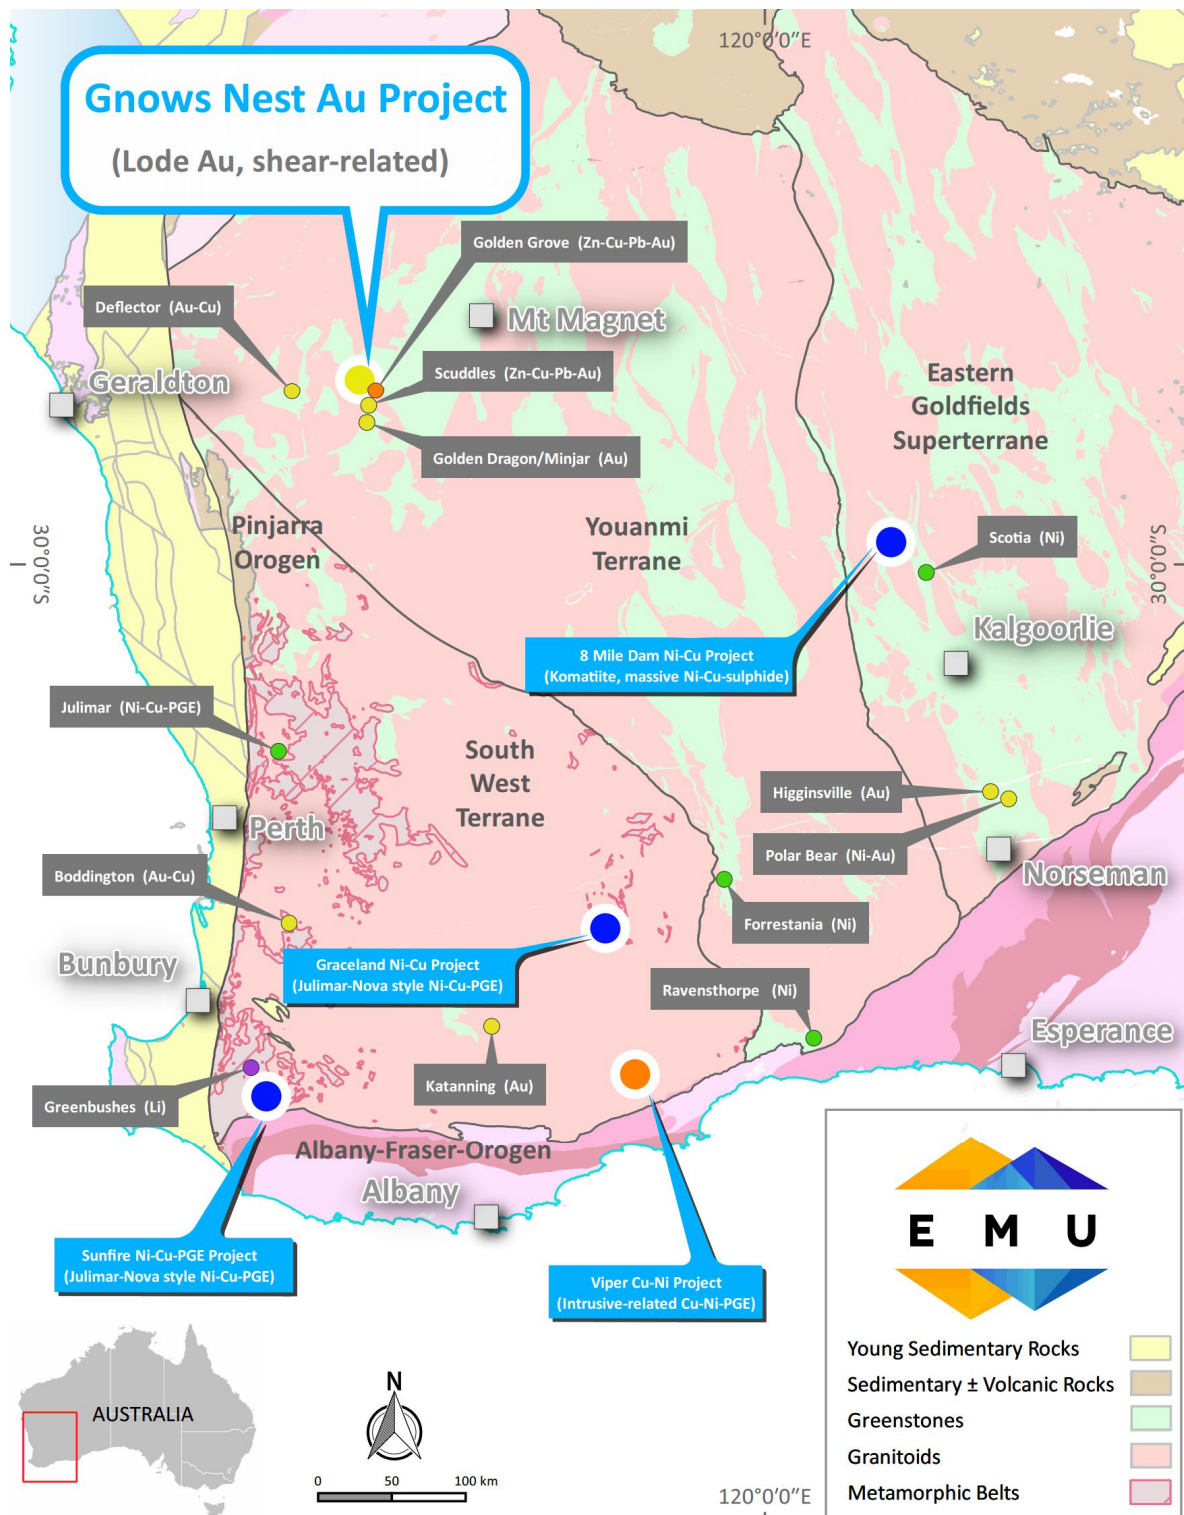 120°0'0"E
Gnows Nest Au Project
(Lode Au, shear-related)
Golden Grove (Zn-Cu-Pb-Au)
Deflector (Au-Cu)
Mt Magnet
Scuddles (Zn-Cu-Pb-Au)
Geraldton
Eastern
Goldfields
Superterrane
Golden Dragon/Minjar (Au)
Pinjarra
Orogen
Youanmi
Terrane
30°0'0"S
Scotia (Ni)
30°0'0"S
Kalgoorlie
8 Mile Dam Ni-Cu Project
(Komatiite, massive Ni-Cu-sulphide)
Julimar (Ni-Cu-PGE)
South
West
Terrane
Higginsville (Au)
Perth
Polar Bear (Ni-Au)
Norseman
Boddington (Au-Cu)
Forrestania (Ni)
Bunbury
Graceland Ni-Cu Project
(Julimar-Nova style Ni-Cu-PGE)
Ravensthorpe (Ni)
Esperance
Katanning (Au)
Greenbushes (Li)
Albany-Fraser-Orogen
Albany
Sunfire Ni-Cu-PGE Project
(Julimar-Nova style Ni-Cu-PGE)
Viper Cu-Ni Project
(Intrusive-related Cu-Ni-PGE)
E M U
Young Sedimentary Rocks
Sedimentary ± Volcanic Rocks
Greenstones
Granitoids
Metamorphic Belts
AUSTRALIA
N
0 50 100 km
120°0'0"E